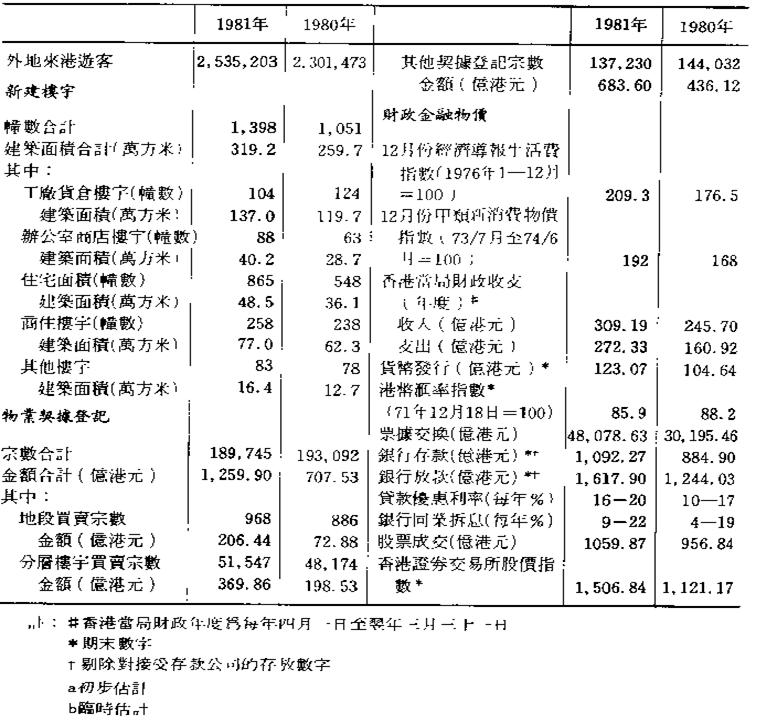 1981年 1980年
外地來港遊客 2,535,203 2,301,473
新建樓宇
幢數合計 1,398 1,051
建築面積合計(萬方米) 319.2 259.7
其中：
工廠貨倉樓宇(幢數) 104 124
建築面積(萬方米) 137.0 119.7
辦公室商店樓宇(幢數) 88 63
建築面積(萬方米) 40.2 28.7
住宅面積(幢數) 865 548
建築面積(萬方米) 48.5 36.1
商住樓宇(幢數) 258 238
建築面積(萬方米) 77.0 62.3
其他樓宇 83 78
建築面積(萬方米) 16.4 12.7
物業契據登記
宗數合計 189,745 193,092
金額合計(億港元) 1,259.90 707.53
其中：
地段買賣宗數 968 886
金額(億港元) 206.44 72.88
分層樓宇買賣宗數 51,547 48,174
金額(億港元) 369.86 198.53
1981年 1980年
其他契據登記宗數 137,230 144,032
金額(億港元) 683.60 436.12
財政金融物價
12月份經濟導報生活費
指數(1976年1—12月
＝100) 209.3 176.5
12月份甲類新消費物價
指數(73/7月至74/6
月＝100) 192 168
香港當局財政收支
(年度)#
收入(億港元) 309.19 245.70
支出(億港元) 272.33 160.92
貨幣發行(億港元)* 123.07 104.64
港幣匯率指數*
(71年12月18日＝100) 85.9 88.2
票據交換(億港元) 48,078.63 30,195.46
銀行存款(億港元)*† 1,092.27 884.90
銀行放款(億港元)*† 1,617.90 1,244.03
貸款優惠利率(每年%) 16—20 10—17
銀行同業拆息(每年%) 9—22 4—19
股票成交(億港元) 1059.87 956.84
香港證券交易所股價指
數* 1,506.84 1,121.17
註：#香港當局財政年度爲每年四月一日至翌年三月三十一日
*期末數字
†剔除對接受存款公司的存放數字
a初步估計
b臨時估計